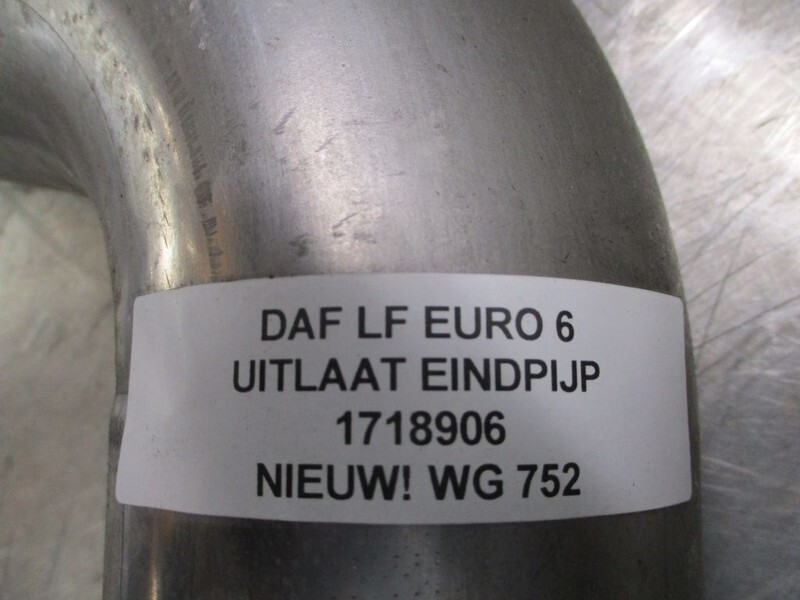 DAF LF EURO 6
UITLAAT EINDPIJP
1718906
NIEUW! WG 752